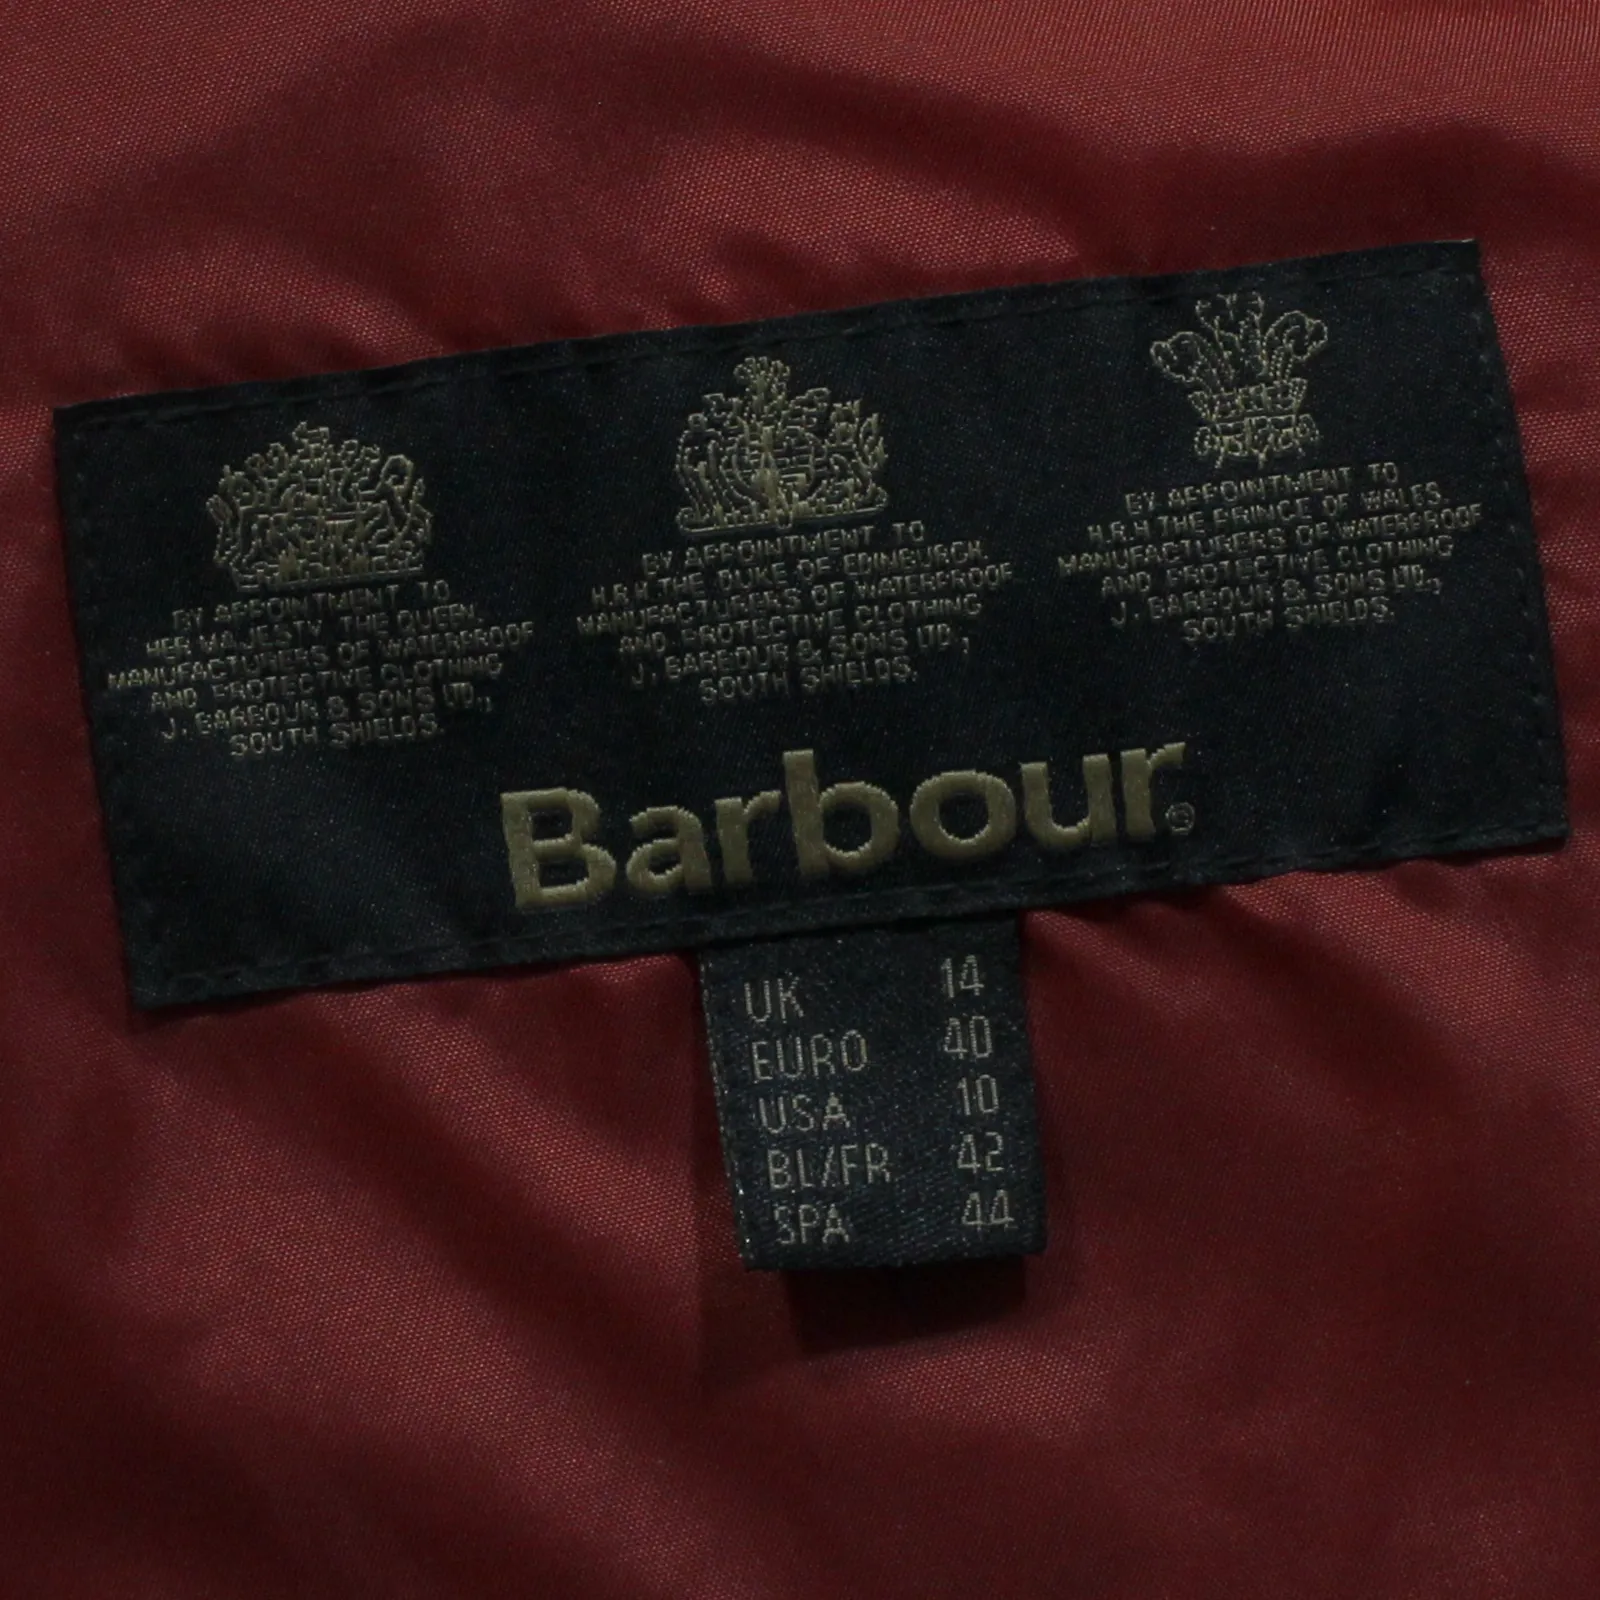 BY APPOINTMENT TO
HER MAJESTY THE QUEEN.
MANUFACTURERS OF WATERPROOF
AND PROTECTIVE CLOTHING
J. BARBOUR & SONS LTD.,
SOUTH SHIELDS.
BY APPOINTMENT TO
H.R.H. THE DUKE OF EDINBURGH.
MANUFACTURERS OF WATERPROOF
AND PROTECTIVE CLOTHING
J. BARBOUR & SONS LTD.,
SOUTH SHIELDS.
BY APPOINTMENT TO
H.R.H. THE PRINCE OF WALES.
MANUFACTURERS OF WATERPROOF
AND PROTECTIVE CLOTHING
J. BARBOUR & SONS LTD.,
SOUTH SHIELDS.
Barbour®
UK 14
EURO 40
USA 10
BL/FR 42
SPA 44